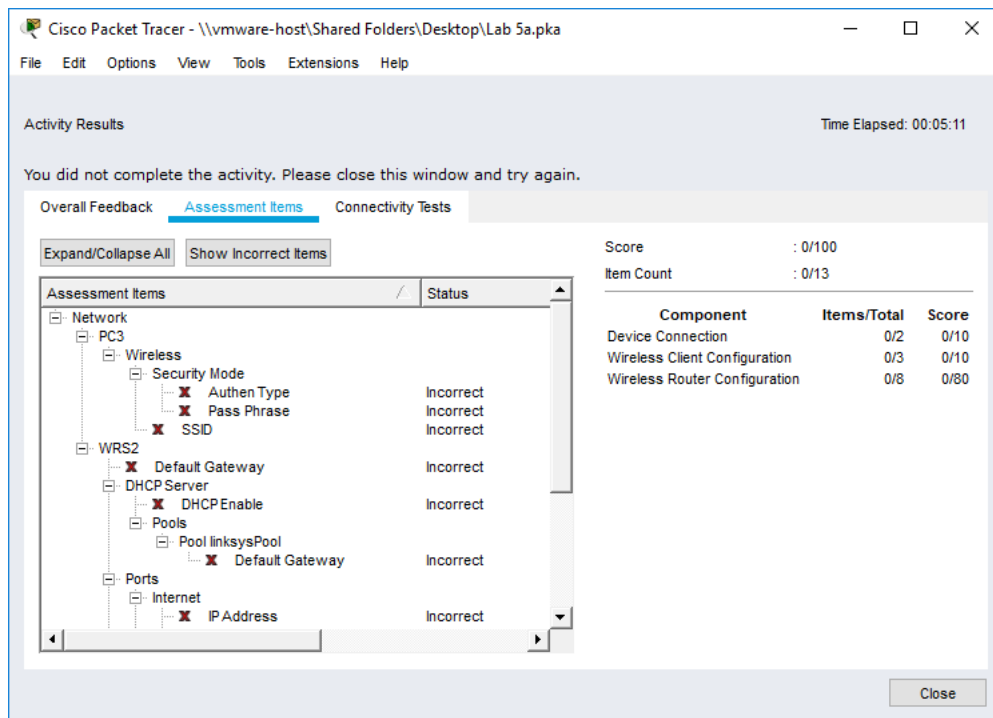 Cisco Packet Tracer - \\vmware-host\Shared Folders\Desktop\Lab 5a.pka
File Edit Options View Tools Extensions Help
Activity Results Time Elapsed: 00:05:11
You did not complete the activity. Please close this window and try again.
Overall Feedback Assessment Items Connectivity Tests
Expand/Collapse All Show Incorrect Items
Assessment Items Status
Network
PC3
Wireless
Security Mode
Authen Type Incorrect
Pass Phrase Incorrect
SSID Incorrect
WRS2
Default Gateway Incorrect
DHCP Server
DHCP Enable Incorrect
Pools
Pool linksysPool
Default Gateway Incorrect
Ports
Internet
IP Address Incorrect
Score : 0/100
Item Count : 0/13
Component Items/Total Score
Device Connection 0/2 0/10
Wireless Client Configuration 0/3 0/10
Wireless Router Configuration 0/8 0/80
Close